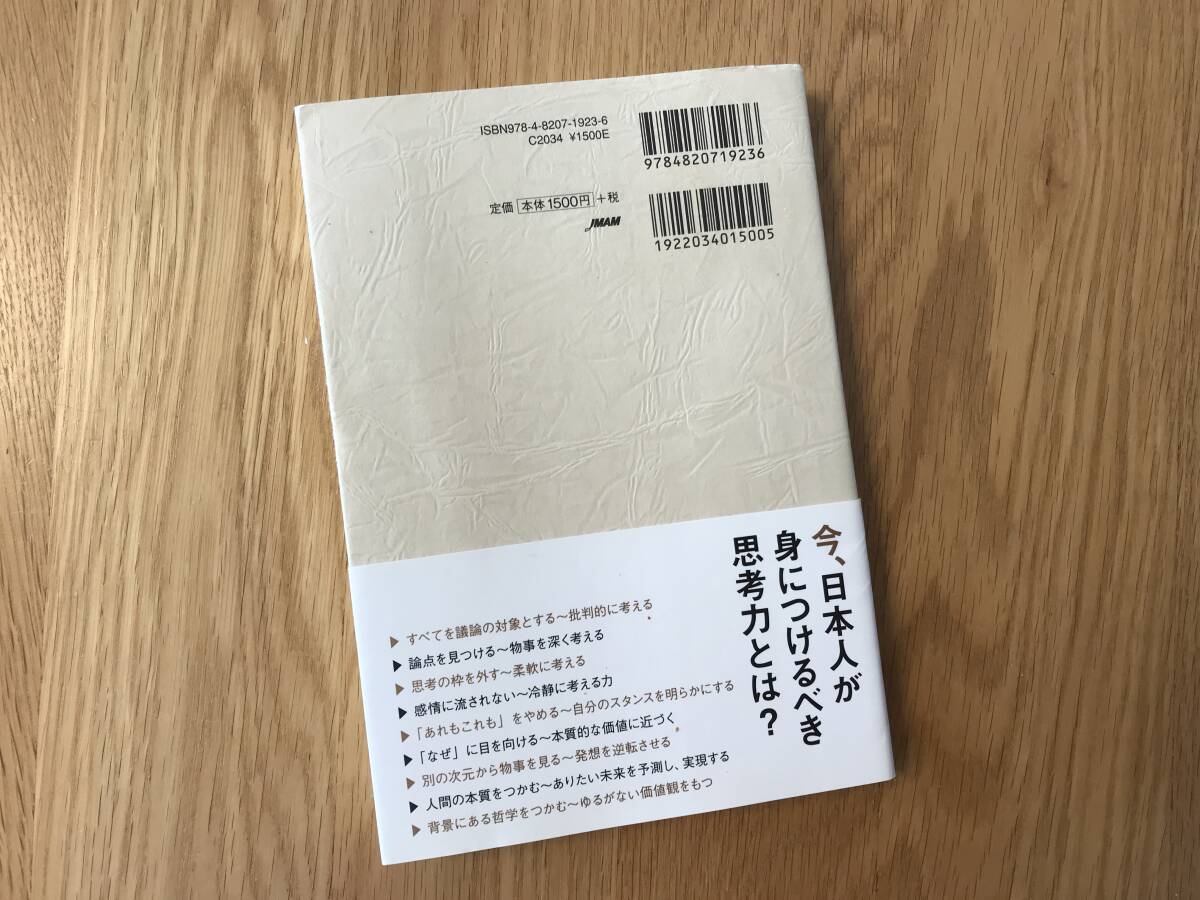 ISBN978-4-8207-1923-6
C2034 ¥1500E
9784820719236
定価 本体1500円 +税
JMAM
1922034015005
今、日本人が
身につけるべき
思考力とは?
▶ すべてを議論の対象とする~批判的に考える
▶ 論点を見つける~物事を深く考える
▶ 思考の枠を外す~柔軟に考える
▶ 感情に流されない~冷静に考える力
▶ 「あれもこれも」をやめる~自分のスタンスを明らかにする
▶ 「なぜ」に目を向ける~本質的な価値に近づく
▶ 別の次元から物事を見る~発想を逆転させる
▶ 人間の本質をつかむ~ありたい未来を予測し、実現する
▶ 背景にある哲学をつかむ~ゆるがない価値観をもつ